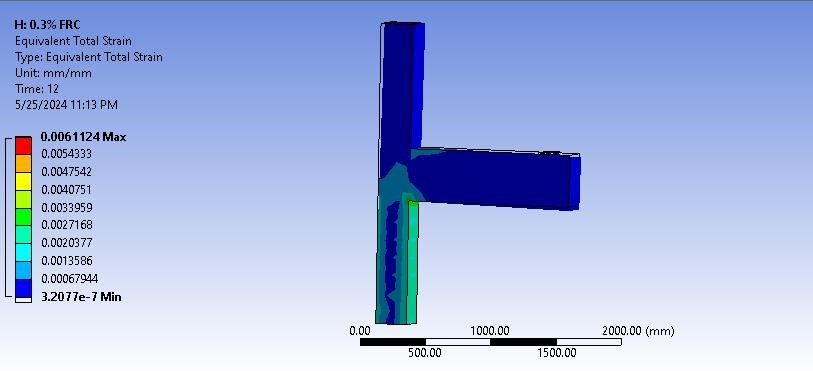 H: 0.3% FRC
Equivalent Total Strain
Type: Equivalent Total Strain
Unit: mm/mm
Time: 12
5/25/2024 11:13 PM
0.0061124 Max
0.0054333
0.0047542
0.0040751
0.0033959
0.0027168
0.0020377
0.0013586
0.00067944
3.2077e-7 Min
0.00 1000.00 2000.00 (mm)
500.00 1500.00